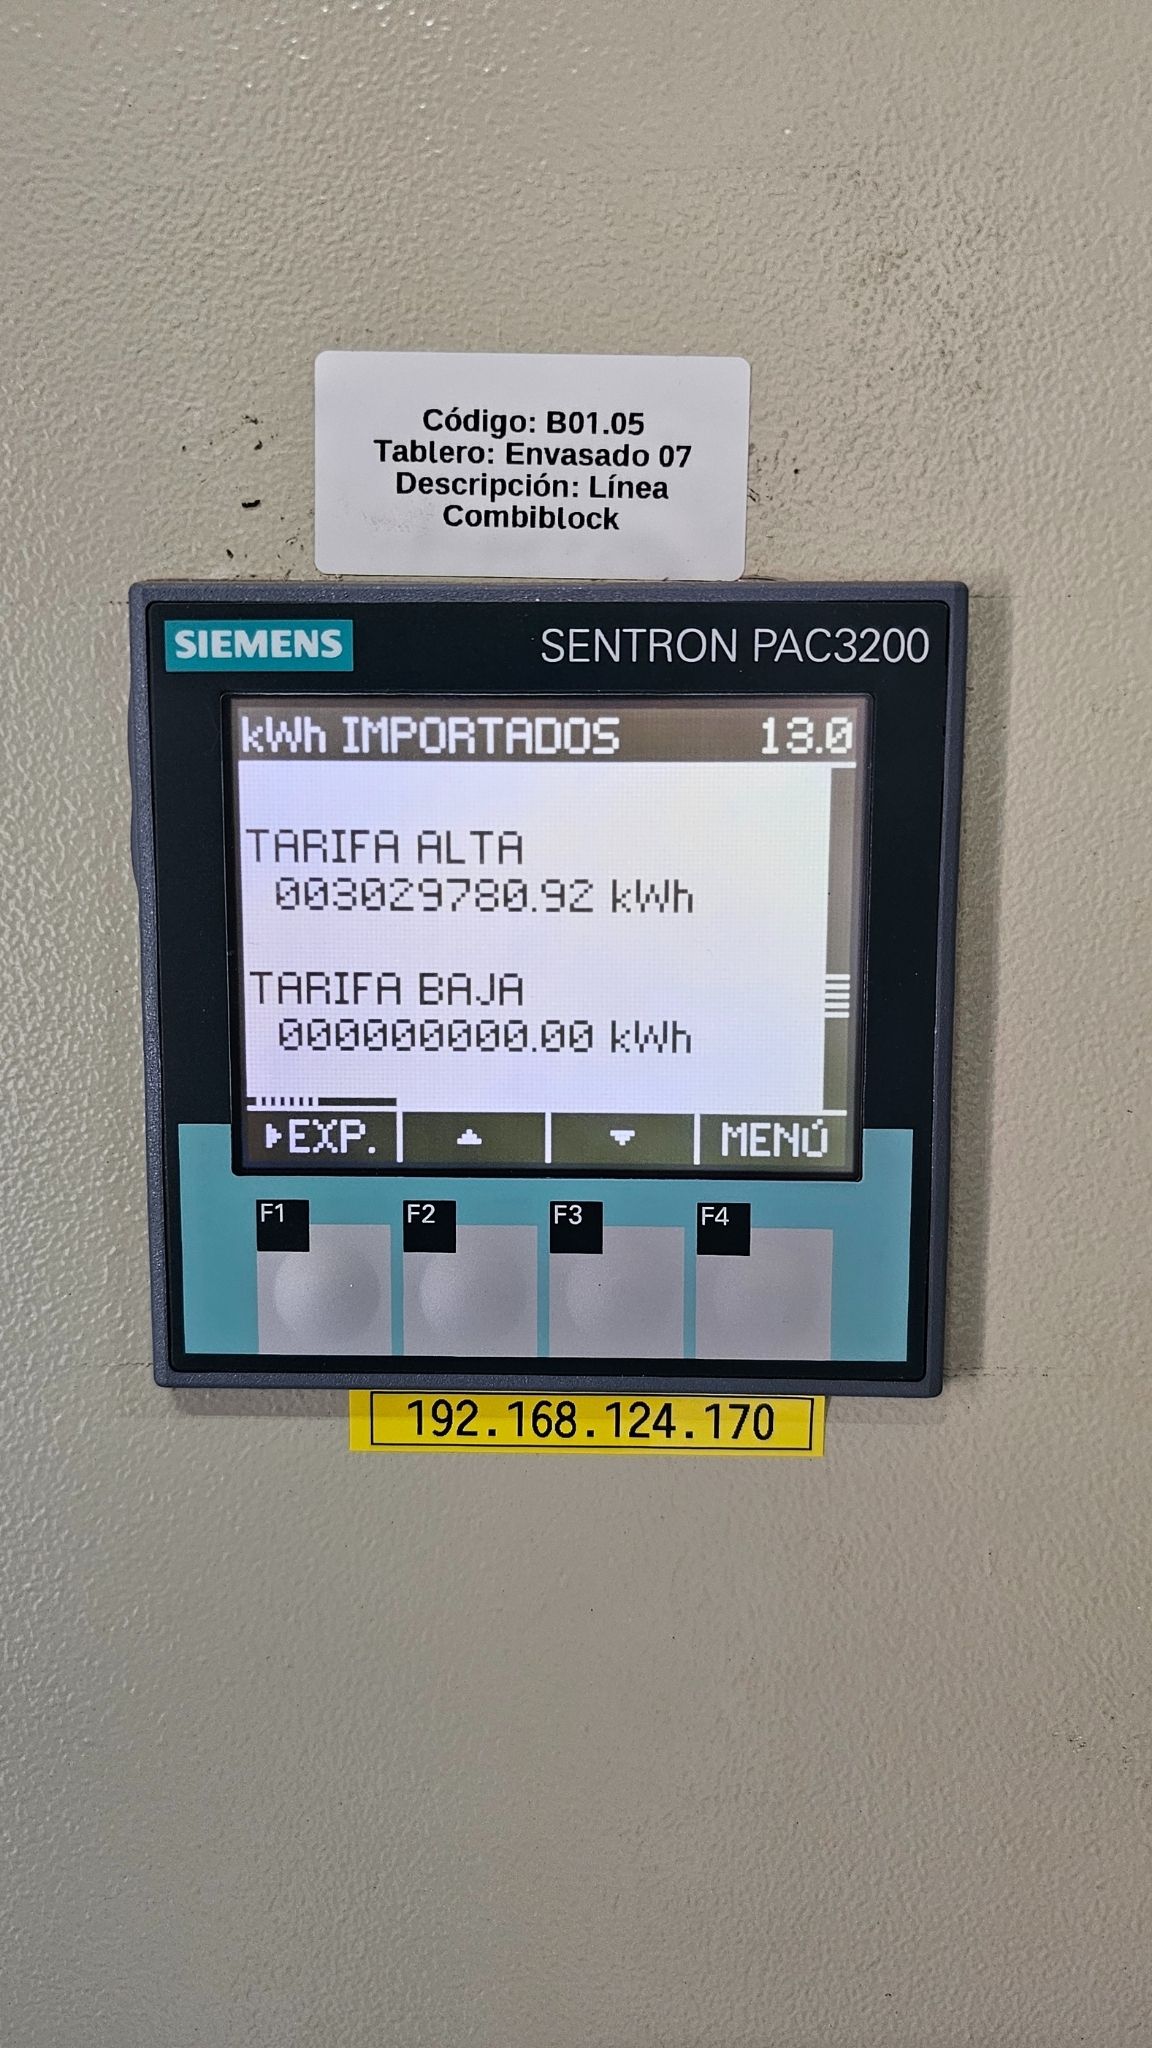 Código: B01.05
Tablero: Envasado 07
Descripción: Línea
Combiblock
SIEMENS
SENTRON PAC3200
kWh IMPORTADOS 13.0
TARIFA ALTA
003029780.92 kWh
TARIFA BAJA
000000000.00 kWh
EXP. MENÚ
F1 F2 F3 F4
192.168.124.170